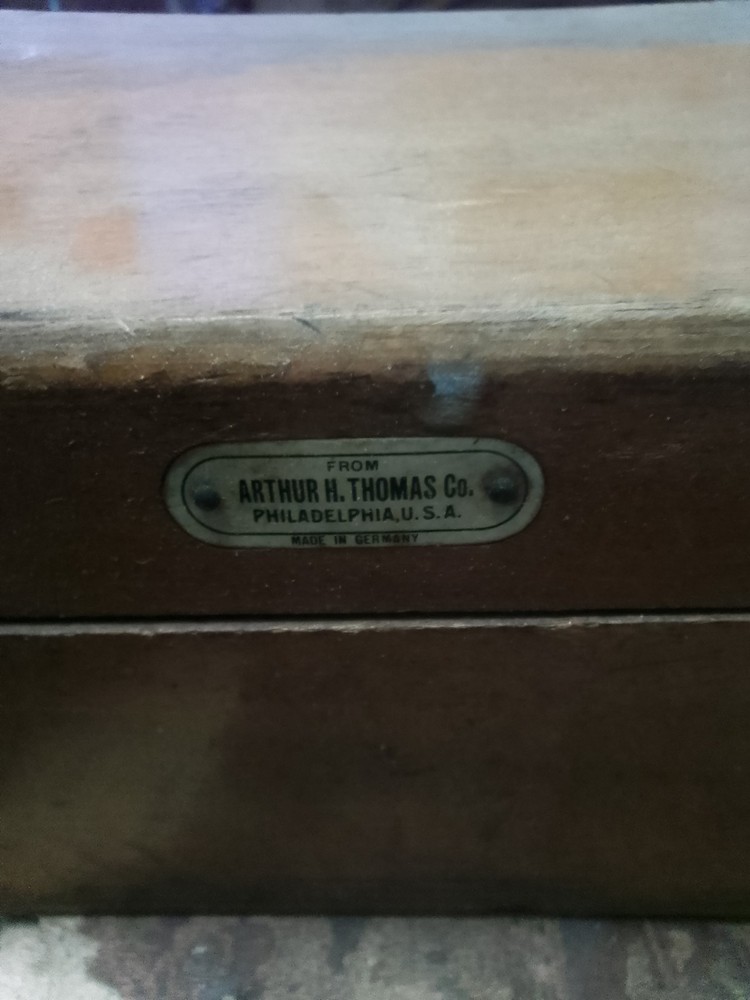 FROM
ARTHUR H. THOMAS Co.
PHILADELPHIA, U. S. A.
MADE IN GERMANY